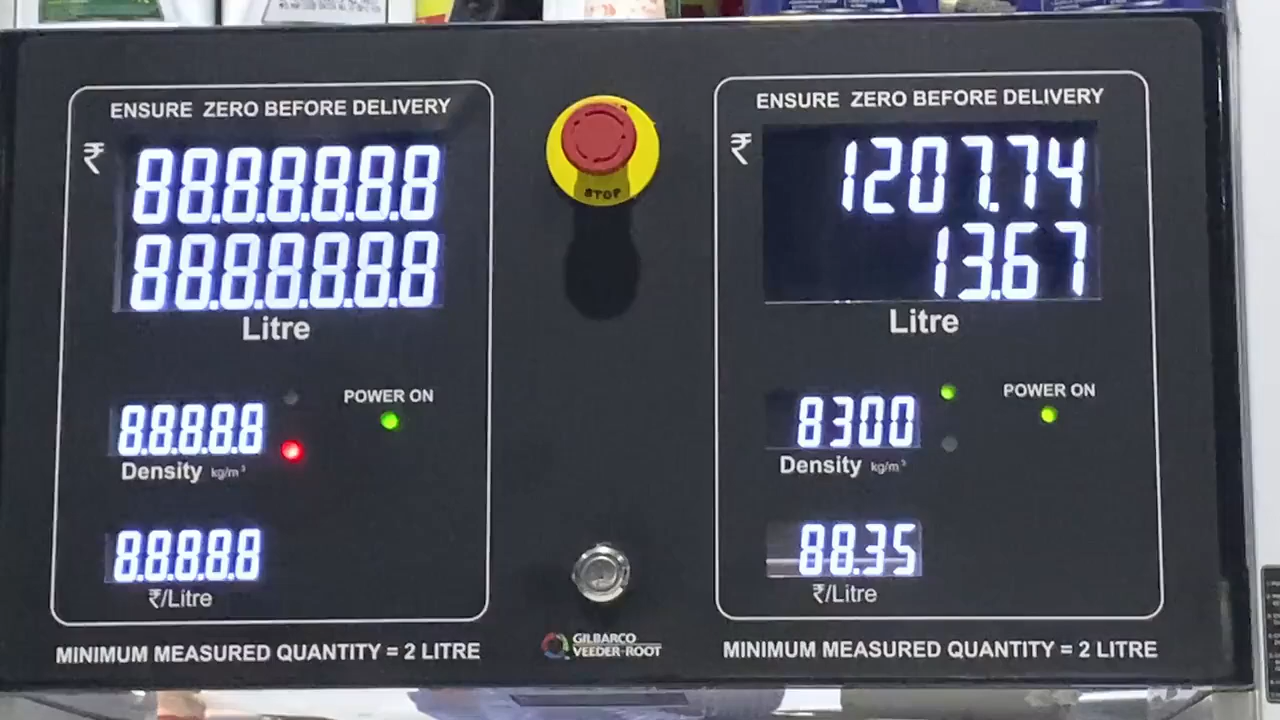 ENSURE ZERO BEFORE DELIVERY
₹
88.8.8.8.8.8
88.8.8.8.8.8
Litre
POWER ON
8.8.8.8.8
Density kg/m³
8.8.8.8.8
₹/Litre
MINIMUM MEASURED QUANTITY = 2 LITRE
STOP
GILBARCO
VEEDER-ROOT
ENSURE ZERO BEFORE DELIVERY
₹
1207.74
13.67
Litre
POWER ON
8300
Density kg/m³
88.35
₹/Litre
MINIMUM MEASURED QUANTITY = 2 LITRE